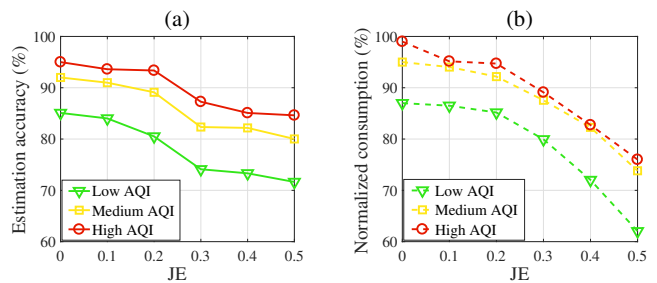 (a)
Estimation accuracy (%)
100
90
80
70
60
Low AQI
Medium AQI
High AQI
0 0.1 0.2 0.3 0.4 0.5
JE
(b)
Normalized consumption (%)
100
90
80
70
60
Low AQI
Medium AQI
High AQI
0 0.1 0.2 0.3 0.4 0.5
JE